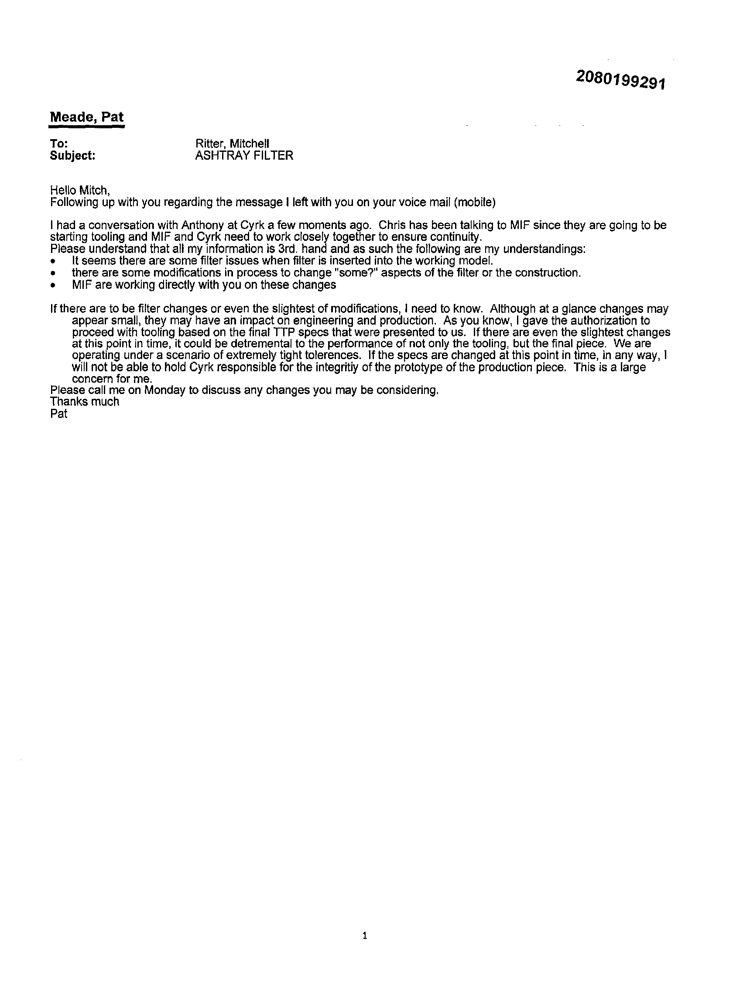 2080199291
Meade, Pat
To: Ritter, Mitchell
Subject: ASHTRAY FILTER
Hello Mitch,
Following up with you regarding the message I left with you on your voice mail (mobile)
I had a conversation with Anthony at Cyrk a few moments ago. Chris has been talking to MIF since they are going to be
starting tooling and MIF and Cyrk need to work closely together to ensure continuity.
Please understand that all my information is 3rd. hand and as such the following are my understandings:
• It seems there are some filter issues when filter is inserted into the working model.
• there are some modifications in process to change "some?" aspects of the filter or the construction.
• MIF are working directly with you on these changes
If there are to be filter changes or even the slightest of modifications, I need to know. Although at a glance changes may
appear small, they may have an impact on engineering and production. As you know, I gave the authorization to
proceed with tooling based on the final TTP specs that were presented to us. If there are even the slightest changes
at this point in time, it could be detremental to the performance of not only the tooling, but the final piece. We are
operating under a scenario of extremely tight tolerences. If the specs are changed at this point in time, in any way, I
will not be able to hold Cyrk responsible for the integritiy of the prototype of the production piece. This is a large
concern for me.
Please call me on Monday to discuss any changes you may be considering.
Thanks much
Pat
1